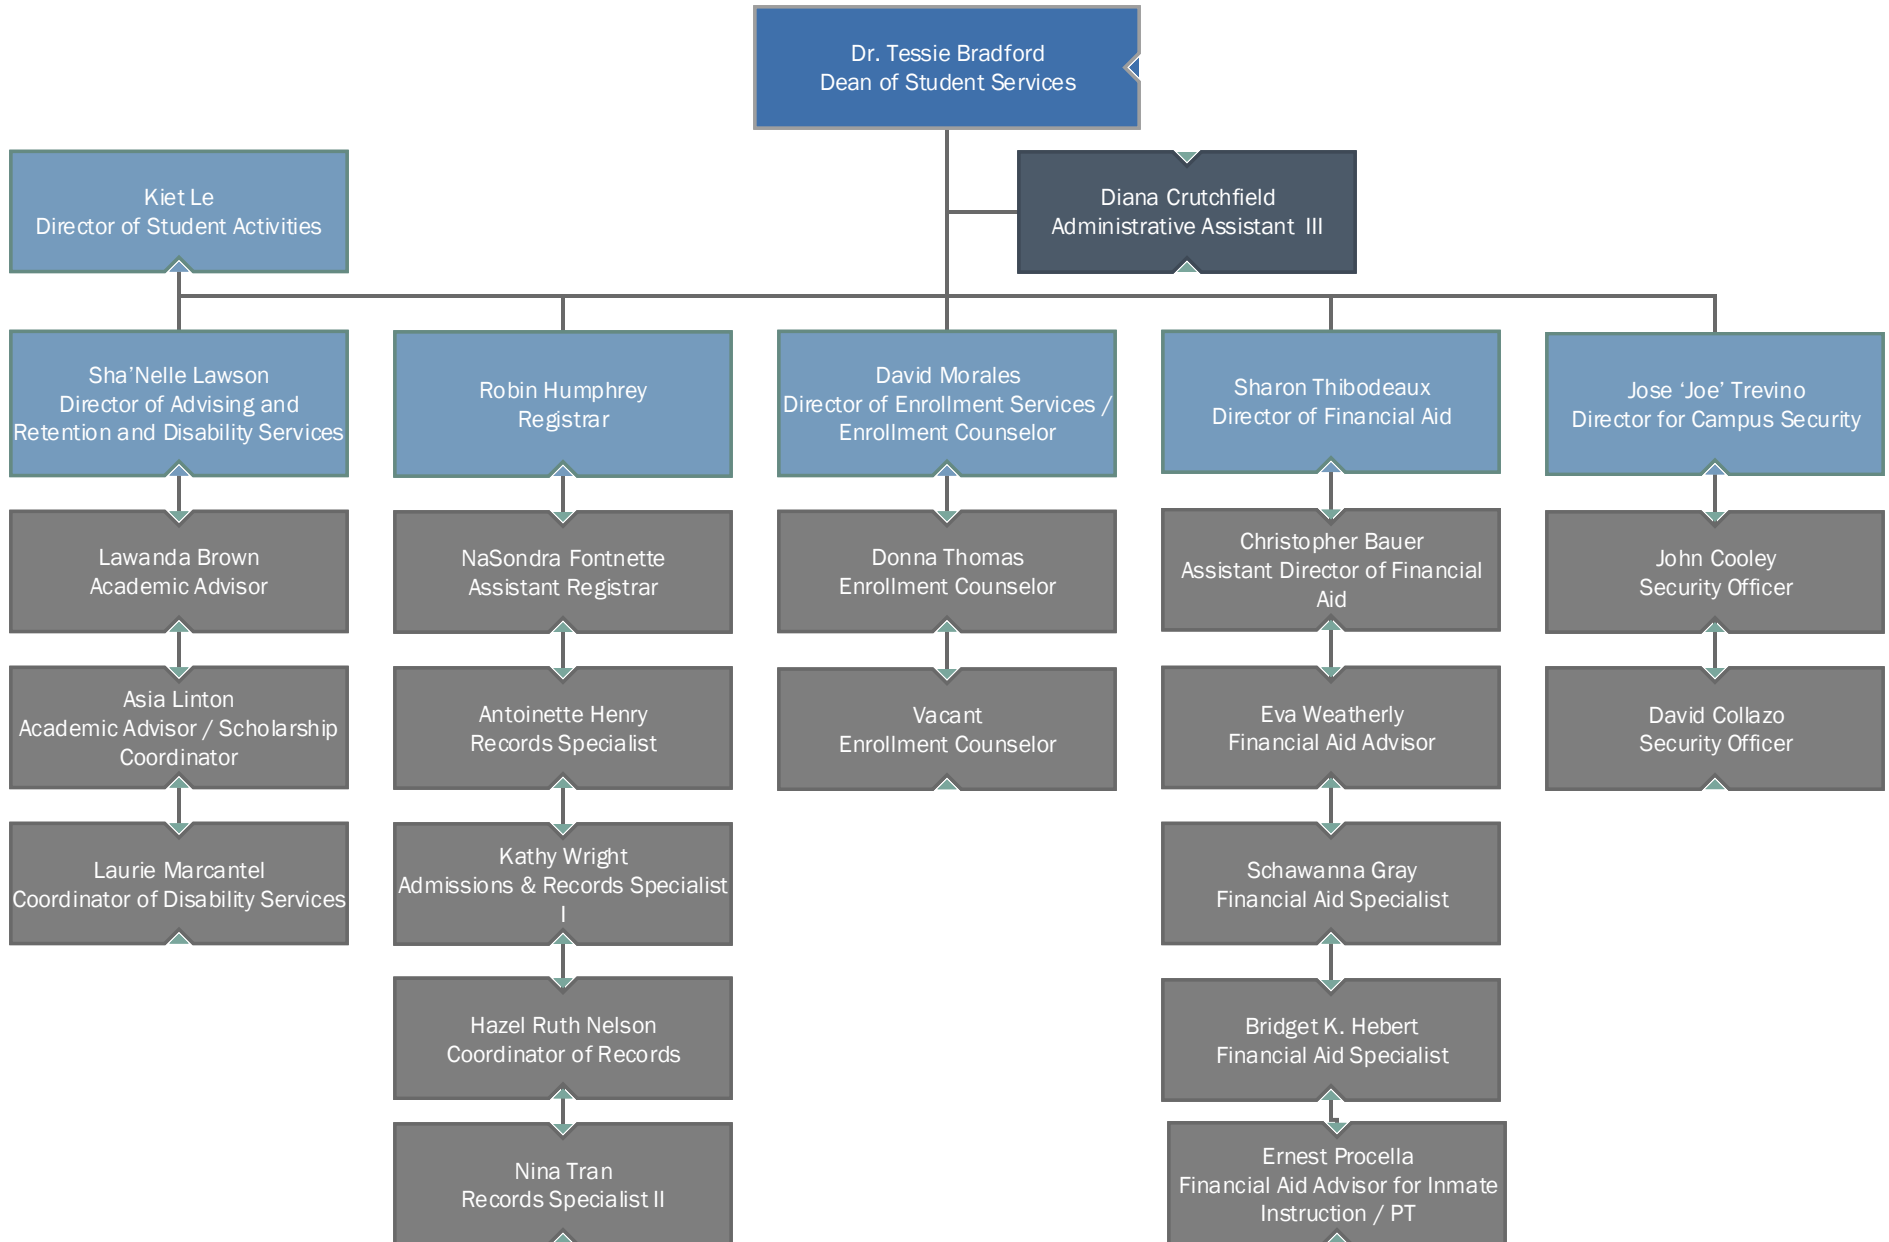 Dr. Tessie Bradford
Dean of Student Services
Kiet Le
Director of Student Activities
Diana Crutchfield
Administrative Assistant III
Sha’Nelle Lawson
Director of Advising and
Retention and Disability Services
Robin Humphrey
Registrar
David Morales
Director of Enrollment Services /
Enrollment Counselor
Sharon Thibodeaux
Director of Financial Aid
Jose ‘Joe’ Trevino
Director for Campus Security
Lawanda Brown
Academic Advisor
NaSondra Fontnette
Assistant Registrar
Donna Thomas
Enrollment Counselor
Christopher Bauer
Assistant Director of Financial
Aid
John Cooley
Security Officer
Asia Linton
Academic Advisor / Scholarship
Coordinator
Antoinette Henry
Records Specialist
Vacant
Enrollment Counselor
Eva Weatherly
Financial Aid Advisor
David Collazo
Security Officer
Laurie Marcantel
Coordinator of Disability Services
Kathy Wright
Admissions & Records Specialist
I
Schawanna Gray
Financial Aid Specialist
Hazel Ruth Nelson
Coordinator of Records
Bridget K. Hebert
Financial Aid Specialist
Nina Tran
Records Specialist II
Ernest Procella
Financial Aid Advisor for Inmate
Instruction / PT